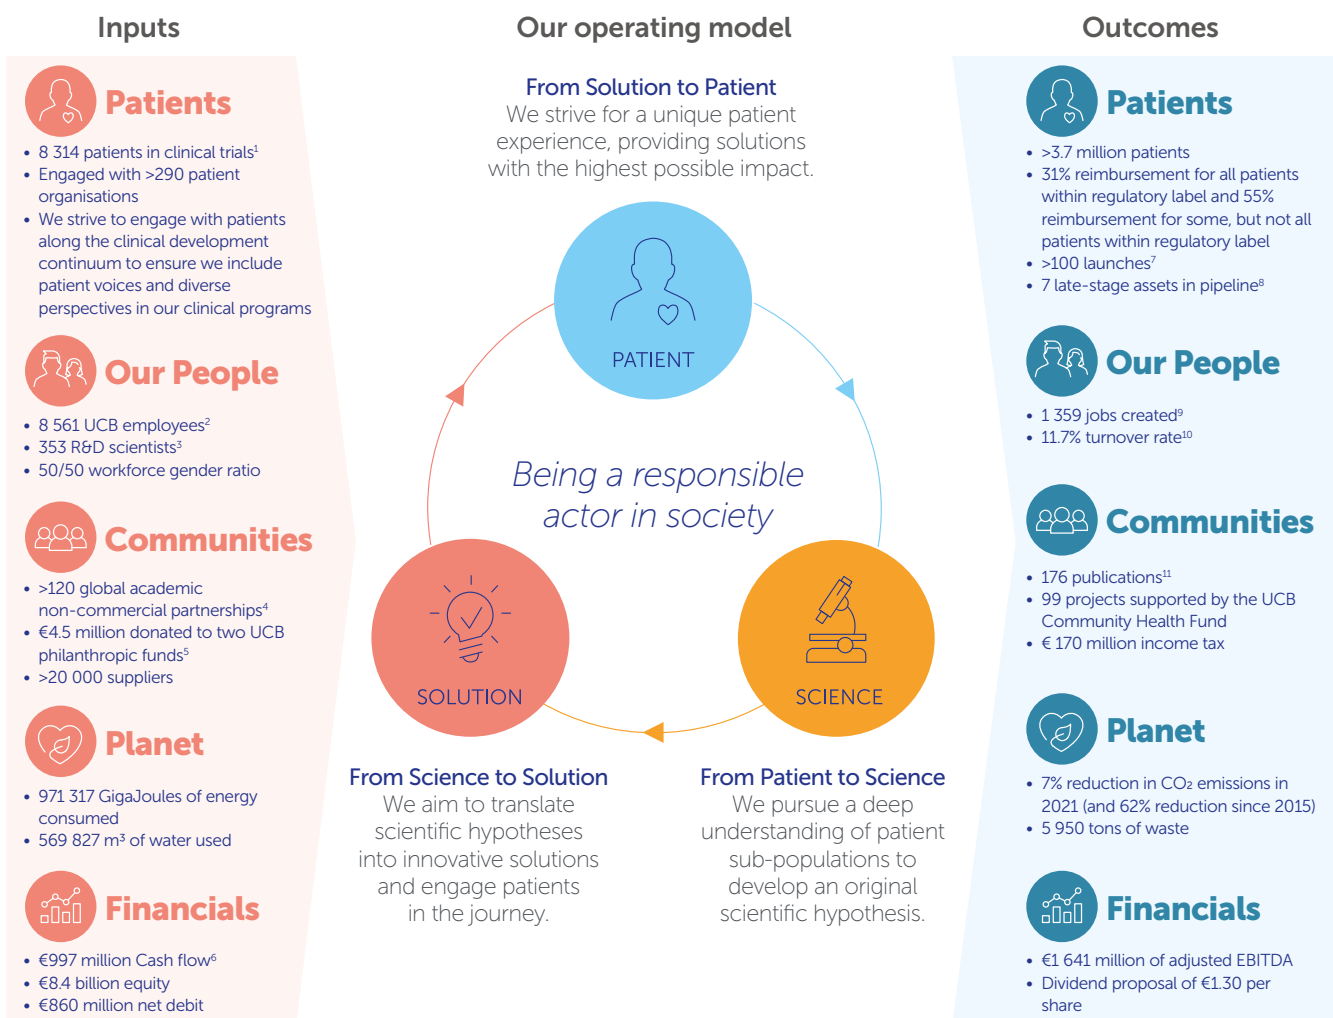 Inputs
Patients
• 8 314 patients in clinical trials¹
• Engaged with >290 patient
organisations
• We strive to engage with patients
along the clinical development
continuum to ensure we include
patient voices and diverse
perspectives in our clinical programs
Our People
• 8 561 UCB employees²
• 353 R&D scientists³
• 50/50 workforce gender ratio
Communities
• >120 global academic
non-commercial partnerships⁴
• €4.5 million donated to two UCB
philanthropic funds⁵
• >20 000 suppliers
Planet
• 971 317 GigaJoules of energy
consumed
• 569 827 m³ of water used
Financials
• €997 million Cash flow⁶
• €8.4 billion equity
• €860 million net debit
Our operating model
From Solution to Patient
We strive for a unique patient
experience, providing solutions
with the highest possible impact.
PATIENT
Being a responsible
actor in society
SOLUTION
SCIENCE
From Science to Solution
We aim to translate
scientific hypotheses
into innovative solutions
and engage patients
in the journey.
From Patient to Science
We pursue a deep
understanding of patient
sub-populations to
develop an original
scientific hypothesis.
Outcomes
Patients
• >3.7 million patients
• 31% reimbursement for all patients
within regulatory label and 55%
reimbursement for some, but not all
patients within regulatory label
• >100 launches⁷
• 7 late-stage assets in pipeline⁸
Our People
• 1 359 jobs created⁹
• 11.7% turnover rate¹⁰
Communities
• 176 publications¹¹
• 99 projects supported by the UCB
Community Health Fund
• € 170 million income tax
Planet
• 7% reduction in CO₂ emissions in
2021 (and 62% reduction since 2015)
• 5 950 tons of waste
Financials
• €1 641 million of adjusted EBITDA
• Dividend proposal of €1.30 per
share